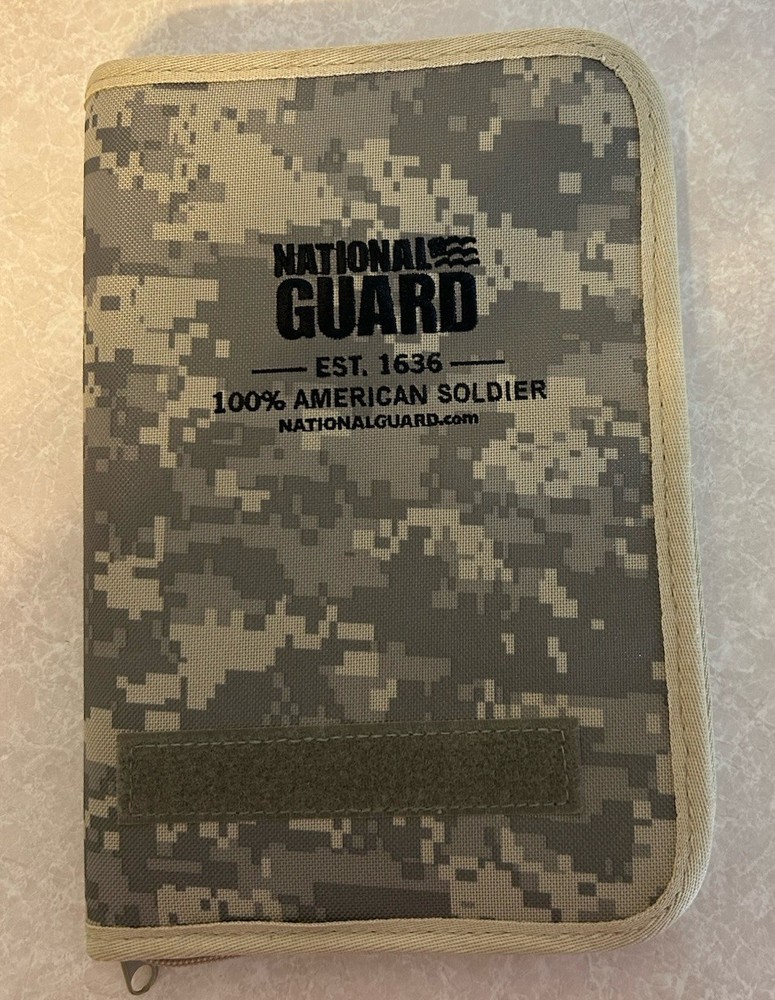 NATIONAL
GUARD
EST. 1636
100% AMERICAN SOLDIER
NATIONALGUARD.com